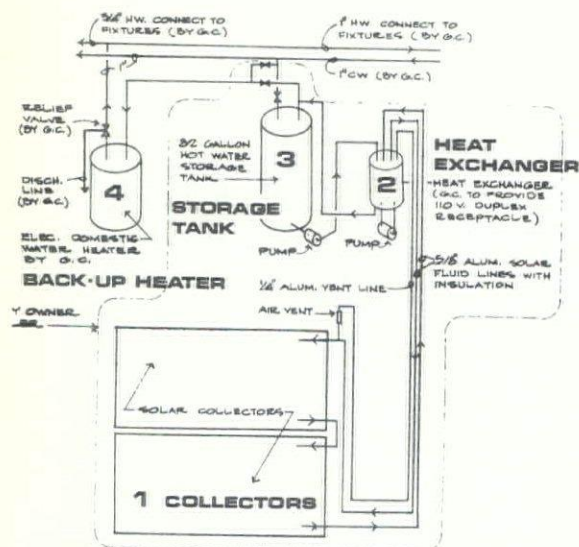 3/4" HW. CONNECT TO
FIXTURES (BY G.C.)
1" HW CONNECT TO
FIXTURES (BY G.C.)
1"
1" CW (BY G.C.)
RELIEF
VALVE
(BY G.C.)
DISCH.
LINE
(BY G.C.)
4
ELEC. DOMESTIC
WATER HEATER
BY G.C.
BACK-UP HEATER
82 GALLON
HOT WATER
STORAGE
TANK
3
STORAGE
TANK
PUMP
2
PUMP
HEAT
EXCHANGER
HEAT EXCHANGER
(G.C. TO PROVIDE
110 V. DUPLEX
RECEPTACLE)
5/16 ALUM. SOLAR
FLUID LINES WITH
INSULATION
ALUM. VENT LINE
AIR VENT
Y OWNER
SOLAR COLLECTORS
1 COLLECTORS